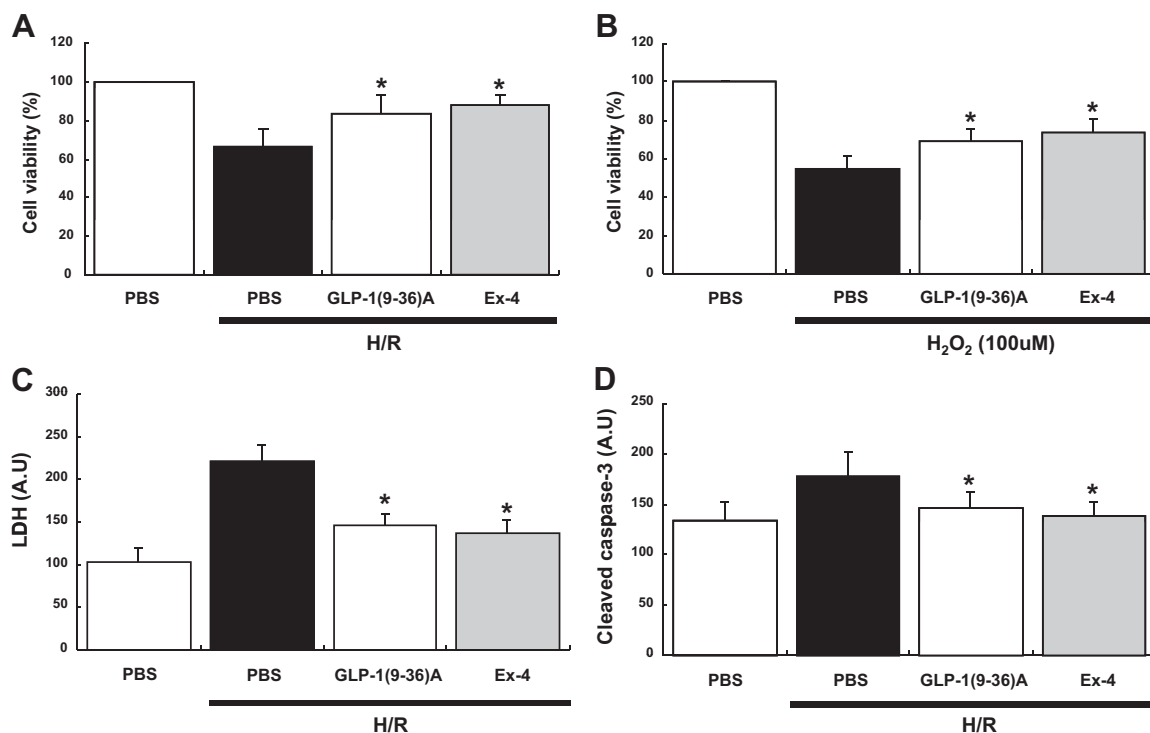 A
Cell viability (%)
120
100
80
60
40
20
0
*
*
PBS
PBS
GLP-1(9-36)A
Ex-4
H/R
B
Cell viability (%)
120
100
80
60
40
20
0
*
*
PBS
PBS
GLP-1(9-36)A
Ex-4
H₂O₂ (100uM)
C
LDH (A.U)
300
250
200
150
100
50
0
*
*
PBS
PBS
GLP-1(9-36)A
Ex-4
H/R
D
Cleaved caspase-3 (A.U)
250
200
150
100
50
0
*
*
PBS
PBS
GLP-1(9-36)A
Ex-4
H/R